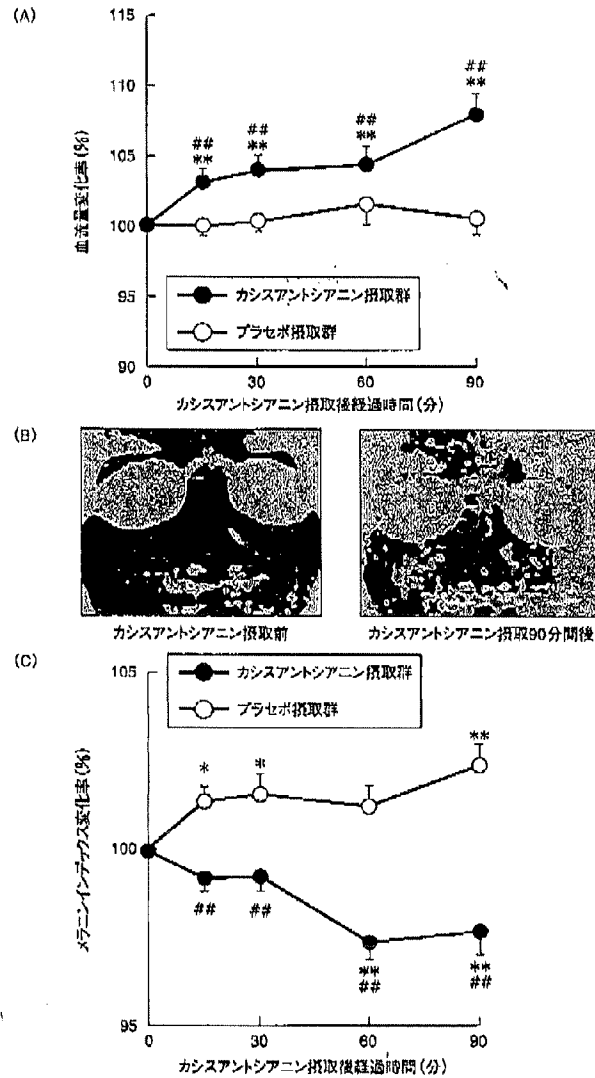 (A)
115
110
105
100
95
90
血流量変化率(%)
##
**
##
**
##
**
##
**
カシスアントシアニン摂取群
プラセボ摂取群
0 30 60 90
カシスアントシアニン摂取後経過時間(分)
(B)
カシスアントシアニン摂取前
カシスアントシアニン摂取90分間後
(C)
105
100
95
メラニンインデックス変化率(%)
カシスアントシアニン摂取群
プラセボ摂取群
*
*
**
##
##
**
##
**
##
0 30 60 90
カシスアントシアニン摂取後経過時間(分)